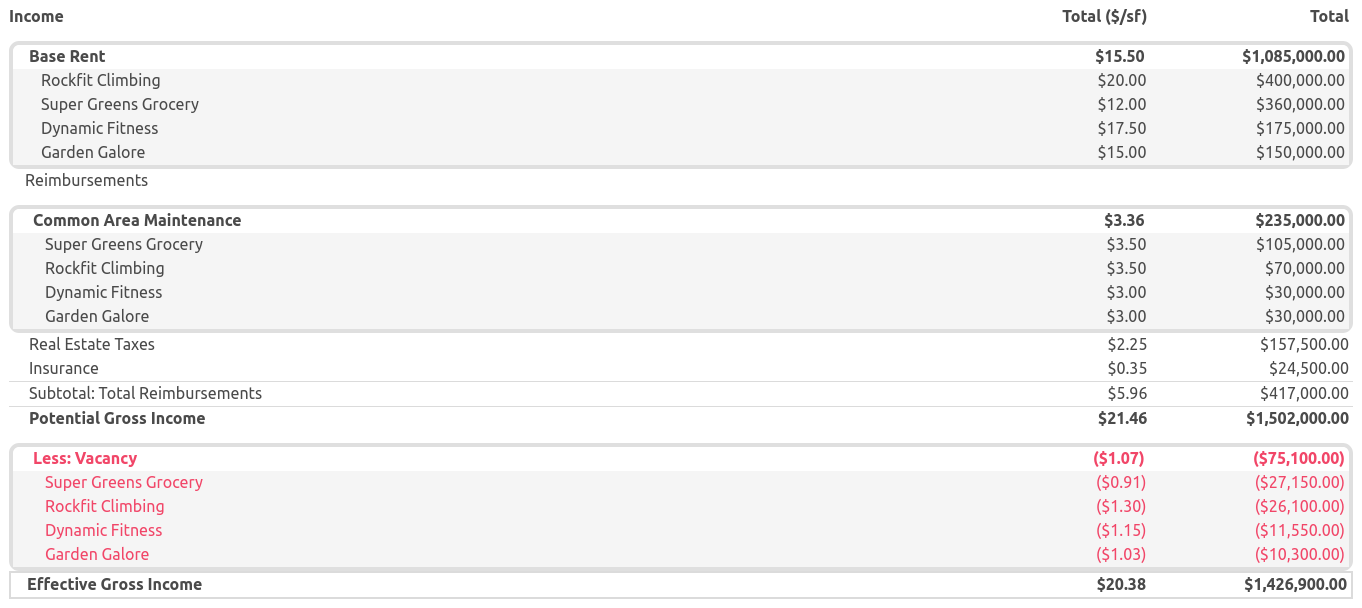 Income Total ($/sf) Total
Base Rent $15.50 $1,085,000.00
Rockfit Climbing $20.00 $400,000.00
Super Greens Grocery $12.00 $360,000.00
Dynamic Fitness $17.50 $175,000.00
Garden Galore $15.00 $150,000.00
Reimbursements
Common Area Maintenance $3.36 $235,000.00
Super Greens Grocery $3.50 $105,000.00
Rockfit Climbing $3.50 $70,000.00
Dynamic Fitness $3.00 $30,000.00
Garden Galore $3.00 $30,000.00
Real Estate Taxes $2.25 $157,500.00
Insurance $0.35 $24,500.00
Subtotal: Total Reimbursements $5.96 $417,000.00
Potential Gross Income $21.46 $1,502,000.00
Less: Vacancy ($1.07) ($75,100.00)
Super Greens Grocery ($0.91) ($27,150.00)
Rockfit Climbing ($1.30) ($26,100.00)
Dynamic Fitness ($1.15) ($11,550.00)
Garden Galore ($1.03) ($10,300.00)
Effective Gross Income $20.38 $1,426,900.00